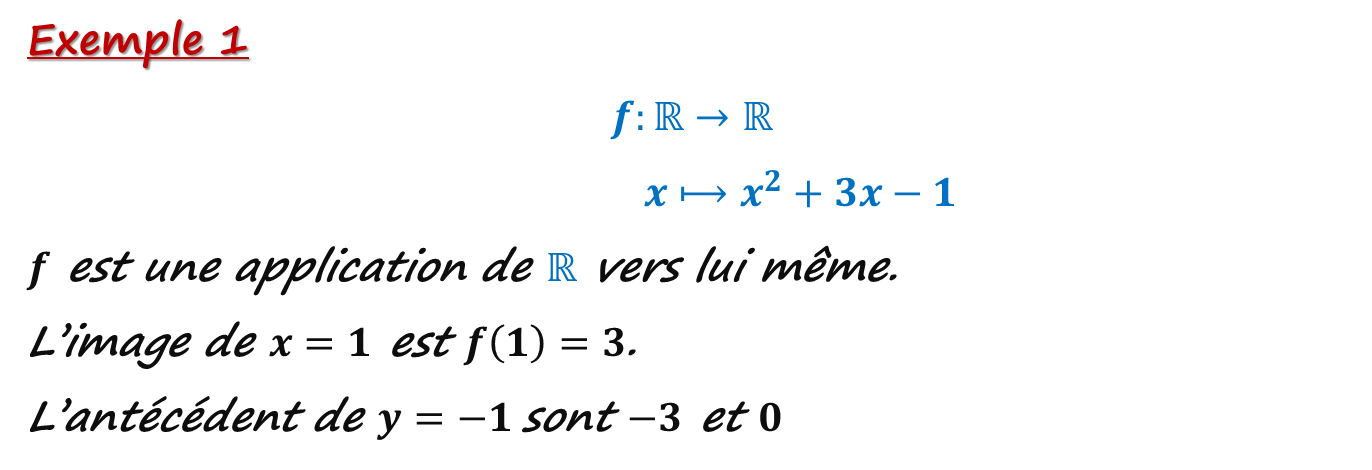 Exemple 1
f: ℝ → ℝ
x ⟼ x² + 3x − 1
f est une application de ℝ vers lui même.
L’image de x = 1 est f(1) = 3.
L’antécédent de y = −1 sont −3 et 0